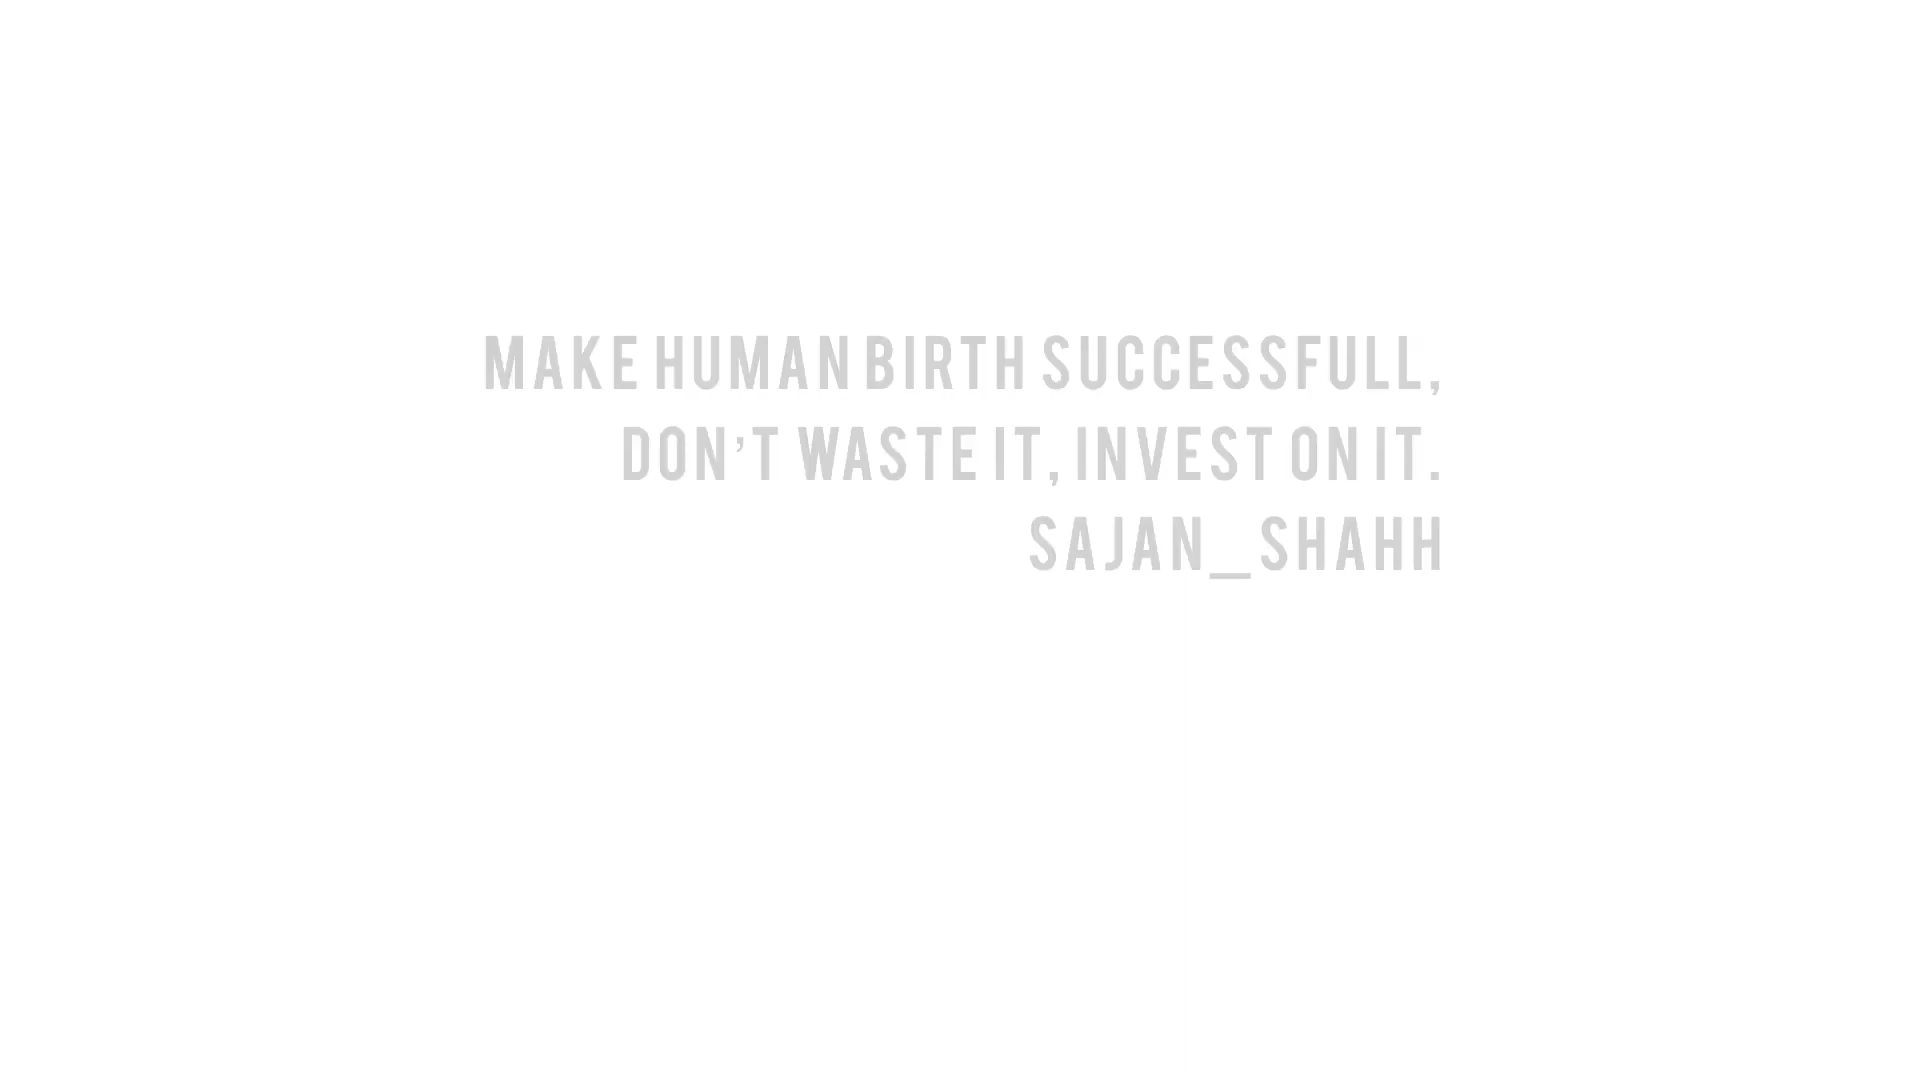 MAKE HUMAN BIRTH SUCCESSFULL,
DON'T WASTE IT, INVEST ON IT.
SAJAN_SHAHH